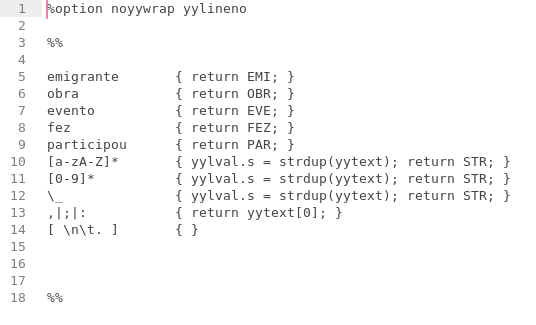 1 %option noyywrap yylineno
2
3 %%
4
5 emigrante       { return EMI; }
6 obra            { return OBR; }
7 evento          { return EVE; }
8 fez             { return FEZ; }
9 participou      { return PAR; }
10 [a-zA-Z]*       { yylval.s = strdup(yytext); return STR; }
11 [0-9]*          { yylval.s = strdup(yytext); return STR; }
12 \_              { yylval.s = strdup(yytext); return STR; }
13 ,|;|:           { return yytext[0]; }
14 [ \n\t. ]       { }
15
16
17
18 %%